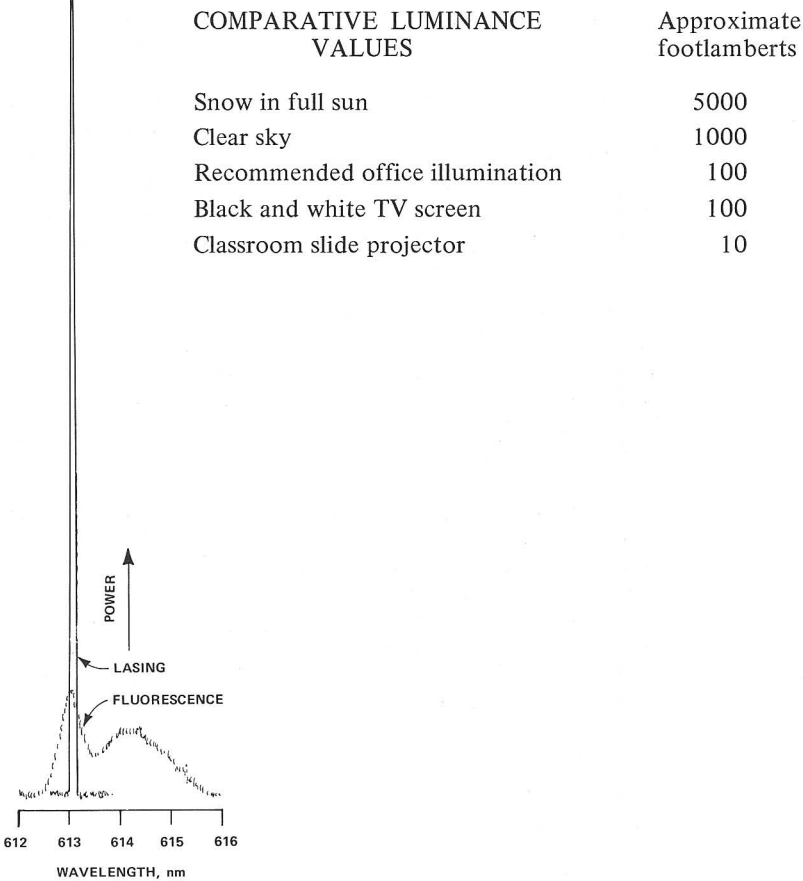 COMPARATIVE LUMINANCE VALUES
Approximate footlamberts
Snow in full sun 5000
Clear sky 1000
Recommended office illumination 100
Black and white TV screen 100
Classroom slide projector 10
POWER
LASING
FLUORESCENCE
612 613 614 615 616
WAVELENGTH, nm